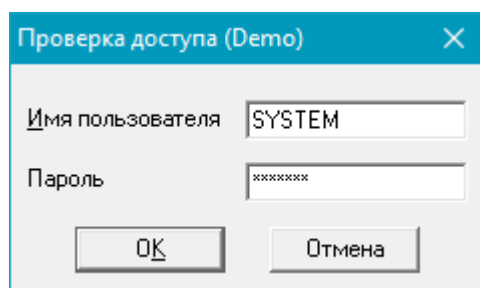 Проверка доступа (Demo)
Имя пользователя SYSTEM
Пароль *******
OK Отмена